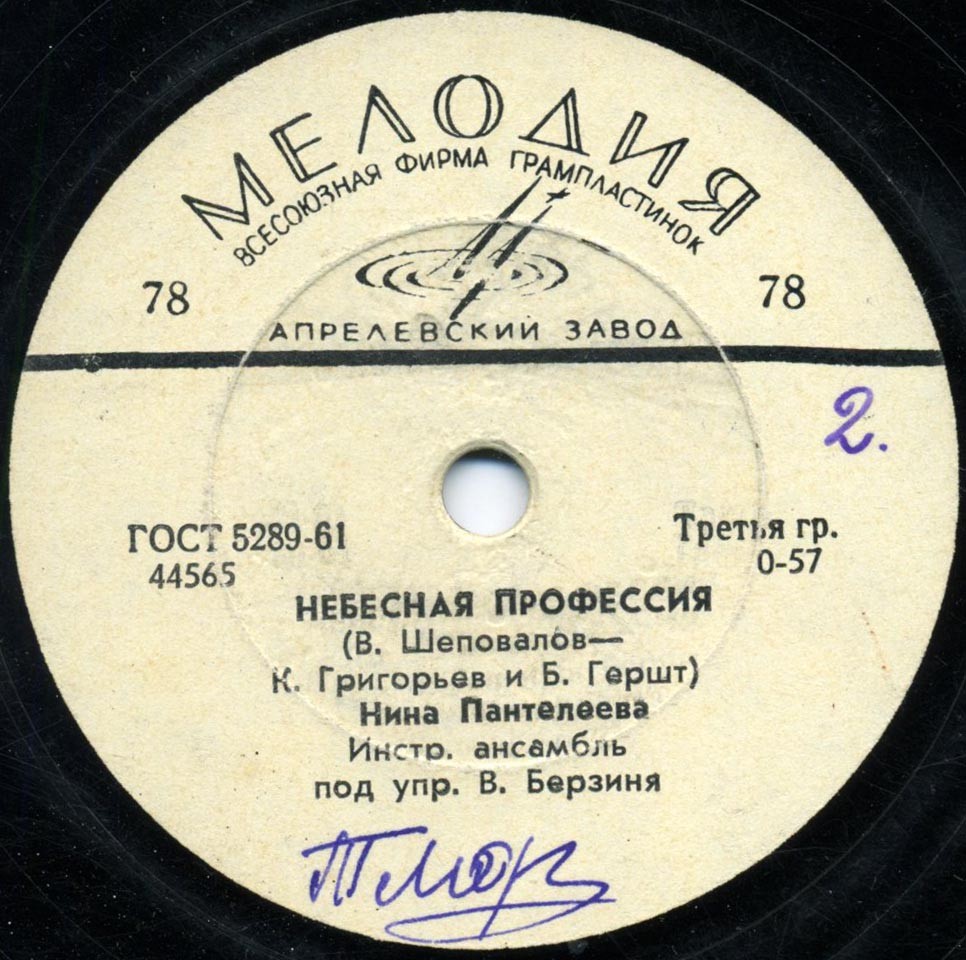 МЕЛОДИЯ
ВСЕСОЮЗНАЯ ФИРМА ГРАМПЛАСТИНОК
78 78
АПРЕЛЕВСКИЙ ЗАВОД
2.
ГОСТ 5289-61 Третья гр.
44565 0-57
НЕБЕСНАЯ ПРОФЕССИЯ
(В. Шеповалов—
К. Григорьев и Б. Гершт)
Нина Пантелеева
Инстр. ансамбль
под упр. В. Берзиня